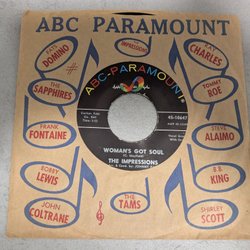 ABC PARAMOUNT
FATS
DOMINO
IMPRESSIONS
RAY
CHARLES
THE
SAPPHIRES
TOMMY
ROE
ABC-PARAMOUNT
45-10647
FRANK
FONTAINE
STEVE
ALAIMO
WOMAN'S GOT SOUL
THE IMPRESSIONS
BOBBY
LEWIS
B.B.
KING
JOHN
COLTRANE
THE
TAMS
SHIRLEY
SCOTT